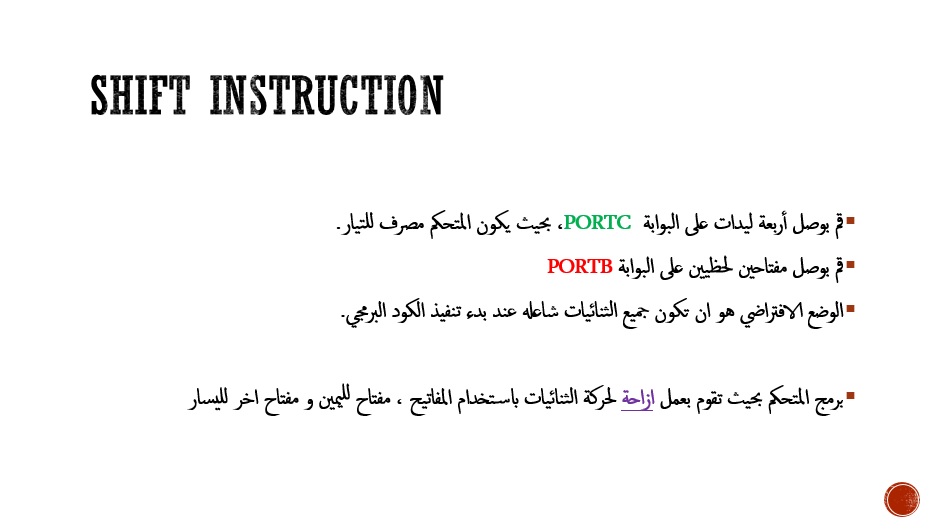 SHIFT INSTRUCTION
قم بوصل أربعة ليدات على البوابة PORTC، بحيث يكون المتحكم مصرف للتيار.
قم بوصل مفتاحين لحظيين على البوابة PORTB
الوضع الافتراضي هو ان تكون جميع الثنائيات شاعله عند بدء تنفيذ الكود البرمجي.
برمج المتحكم بحيث تقوم بعمل ازاحة لحركة الثنائيات باستخدام المفاتيح ، مفتاح لليمين و مفتاح اخر لليسار